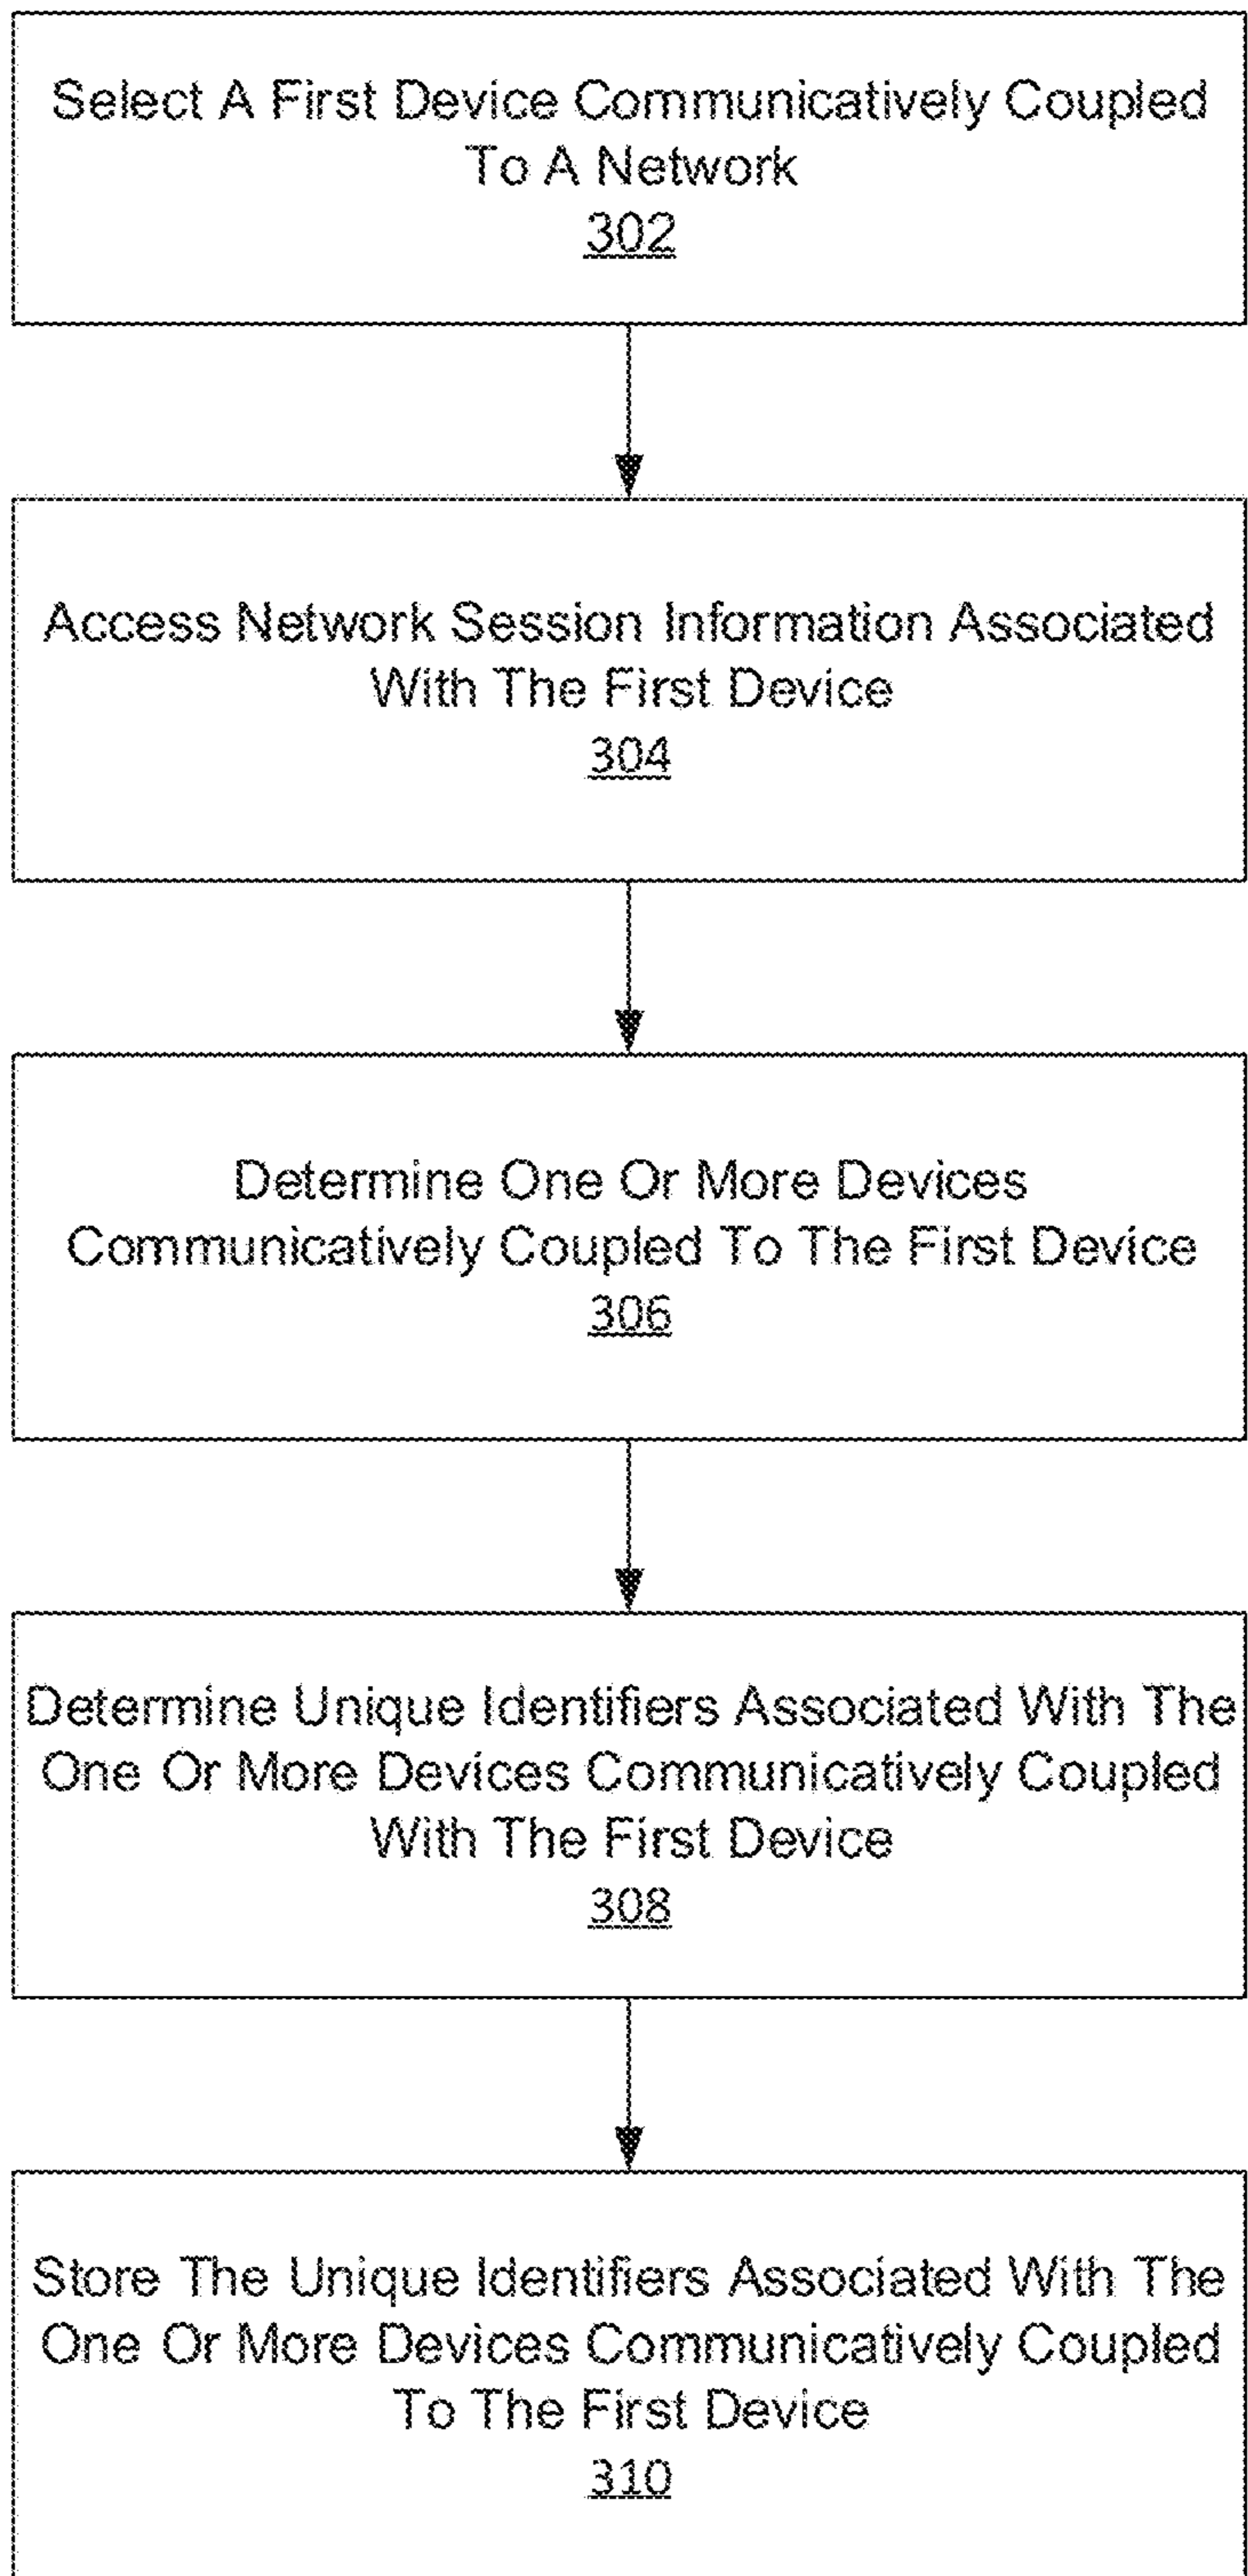 Select A First Device Communicatively Coupled
To A Network
302
Access Network Session Information Associated
With The First Device
304
Determine One Or More Devices
Communicatively Coupled To The First Device
306
Determine Unique Identifiers Associated With The
One Or More Devices Communicatively Coupled
With The First Device
308
Store The Unique Identifiers Associated With The
One Or More Devices Communicatively Coupled
To The First Device
310